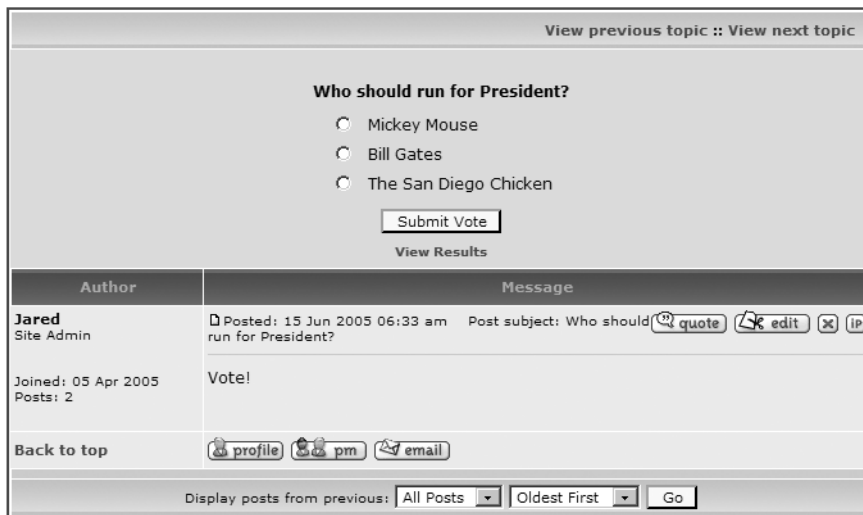 View previous topic :: View next topic
Who should run for President?
Mickey Mouse
Bill Gates
The San Diego Chicken
Submit Vote
View Results
Author Message
Jared
Site Admin
Posted: 15 Jun 2005 06:33 am Post subject: Who should quote edit
run for President?
Joined: 05 Apr 2005
Posts: 2
Vote!
Back to top profile pm email
Display posts from previous: All Posts Oldest First Go